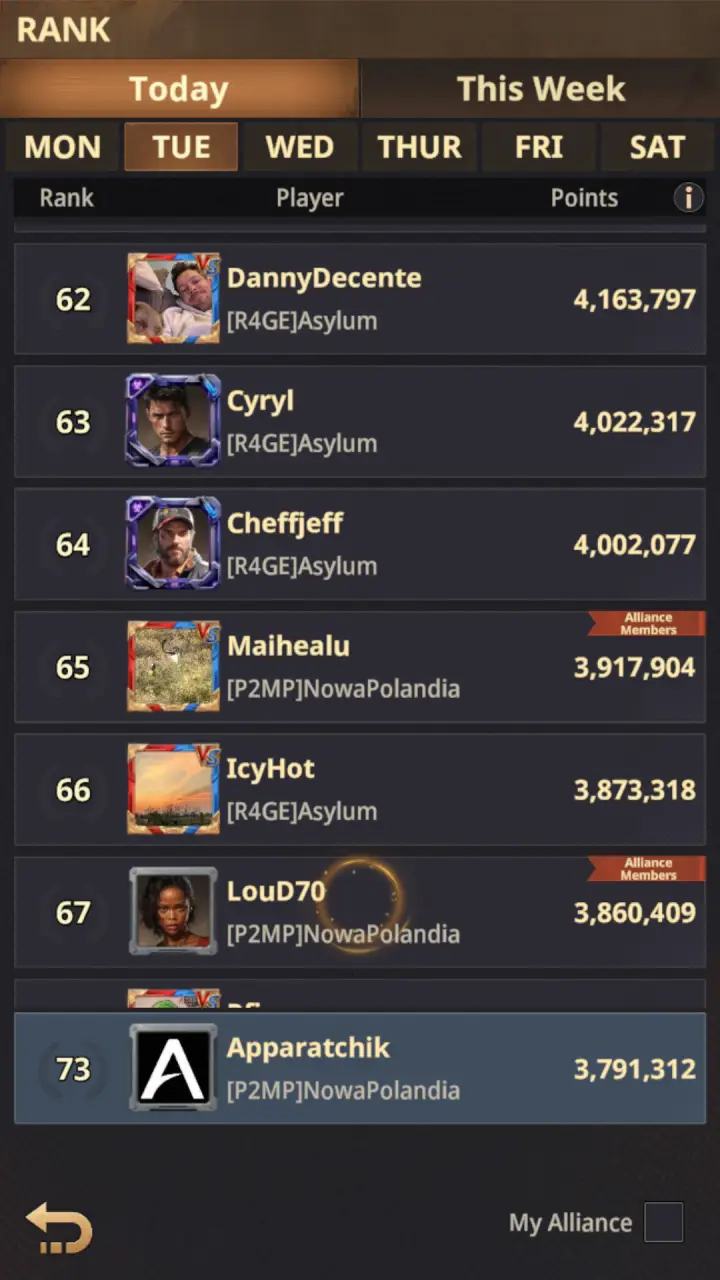 RANK
Today
This Week
MON TUE WED THUR FRI SAT
Rank Player Points i
62 DannyDecente 4,163,797
[R4GE]Asylum
63 Cyryl 4,022,317
[R4GE]Asylum
64 Cheffjeff 4,002,077
[R4GE]Asylum
Alliance
Members
65 Maihealu 3,917,904
[P2MP]NowaPolandia
66 IcyHot 3,873,318
[R4GE]Asylum
Alliance
Members
67 LouD70 3,860,409
[P2MP]NowaPolandia
73 Apparatchik 3,791,312
[P2MP]NowaPolandia
My Alliance